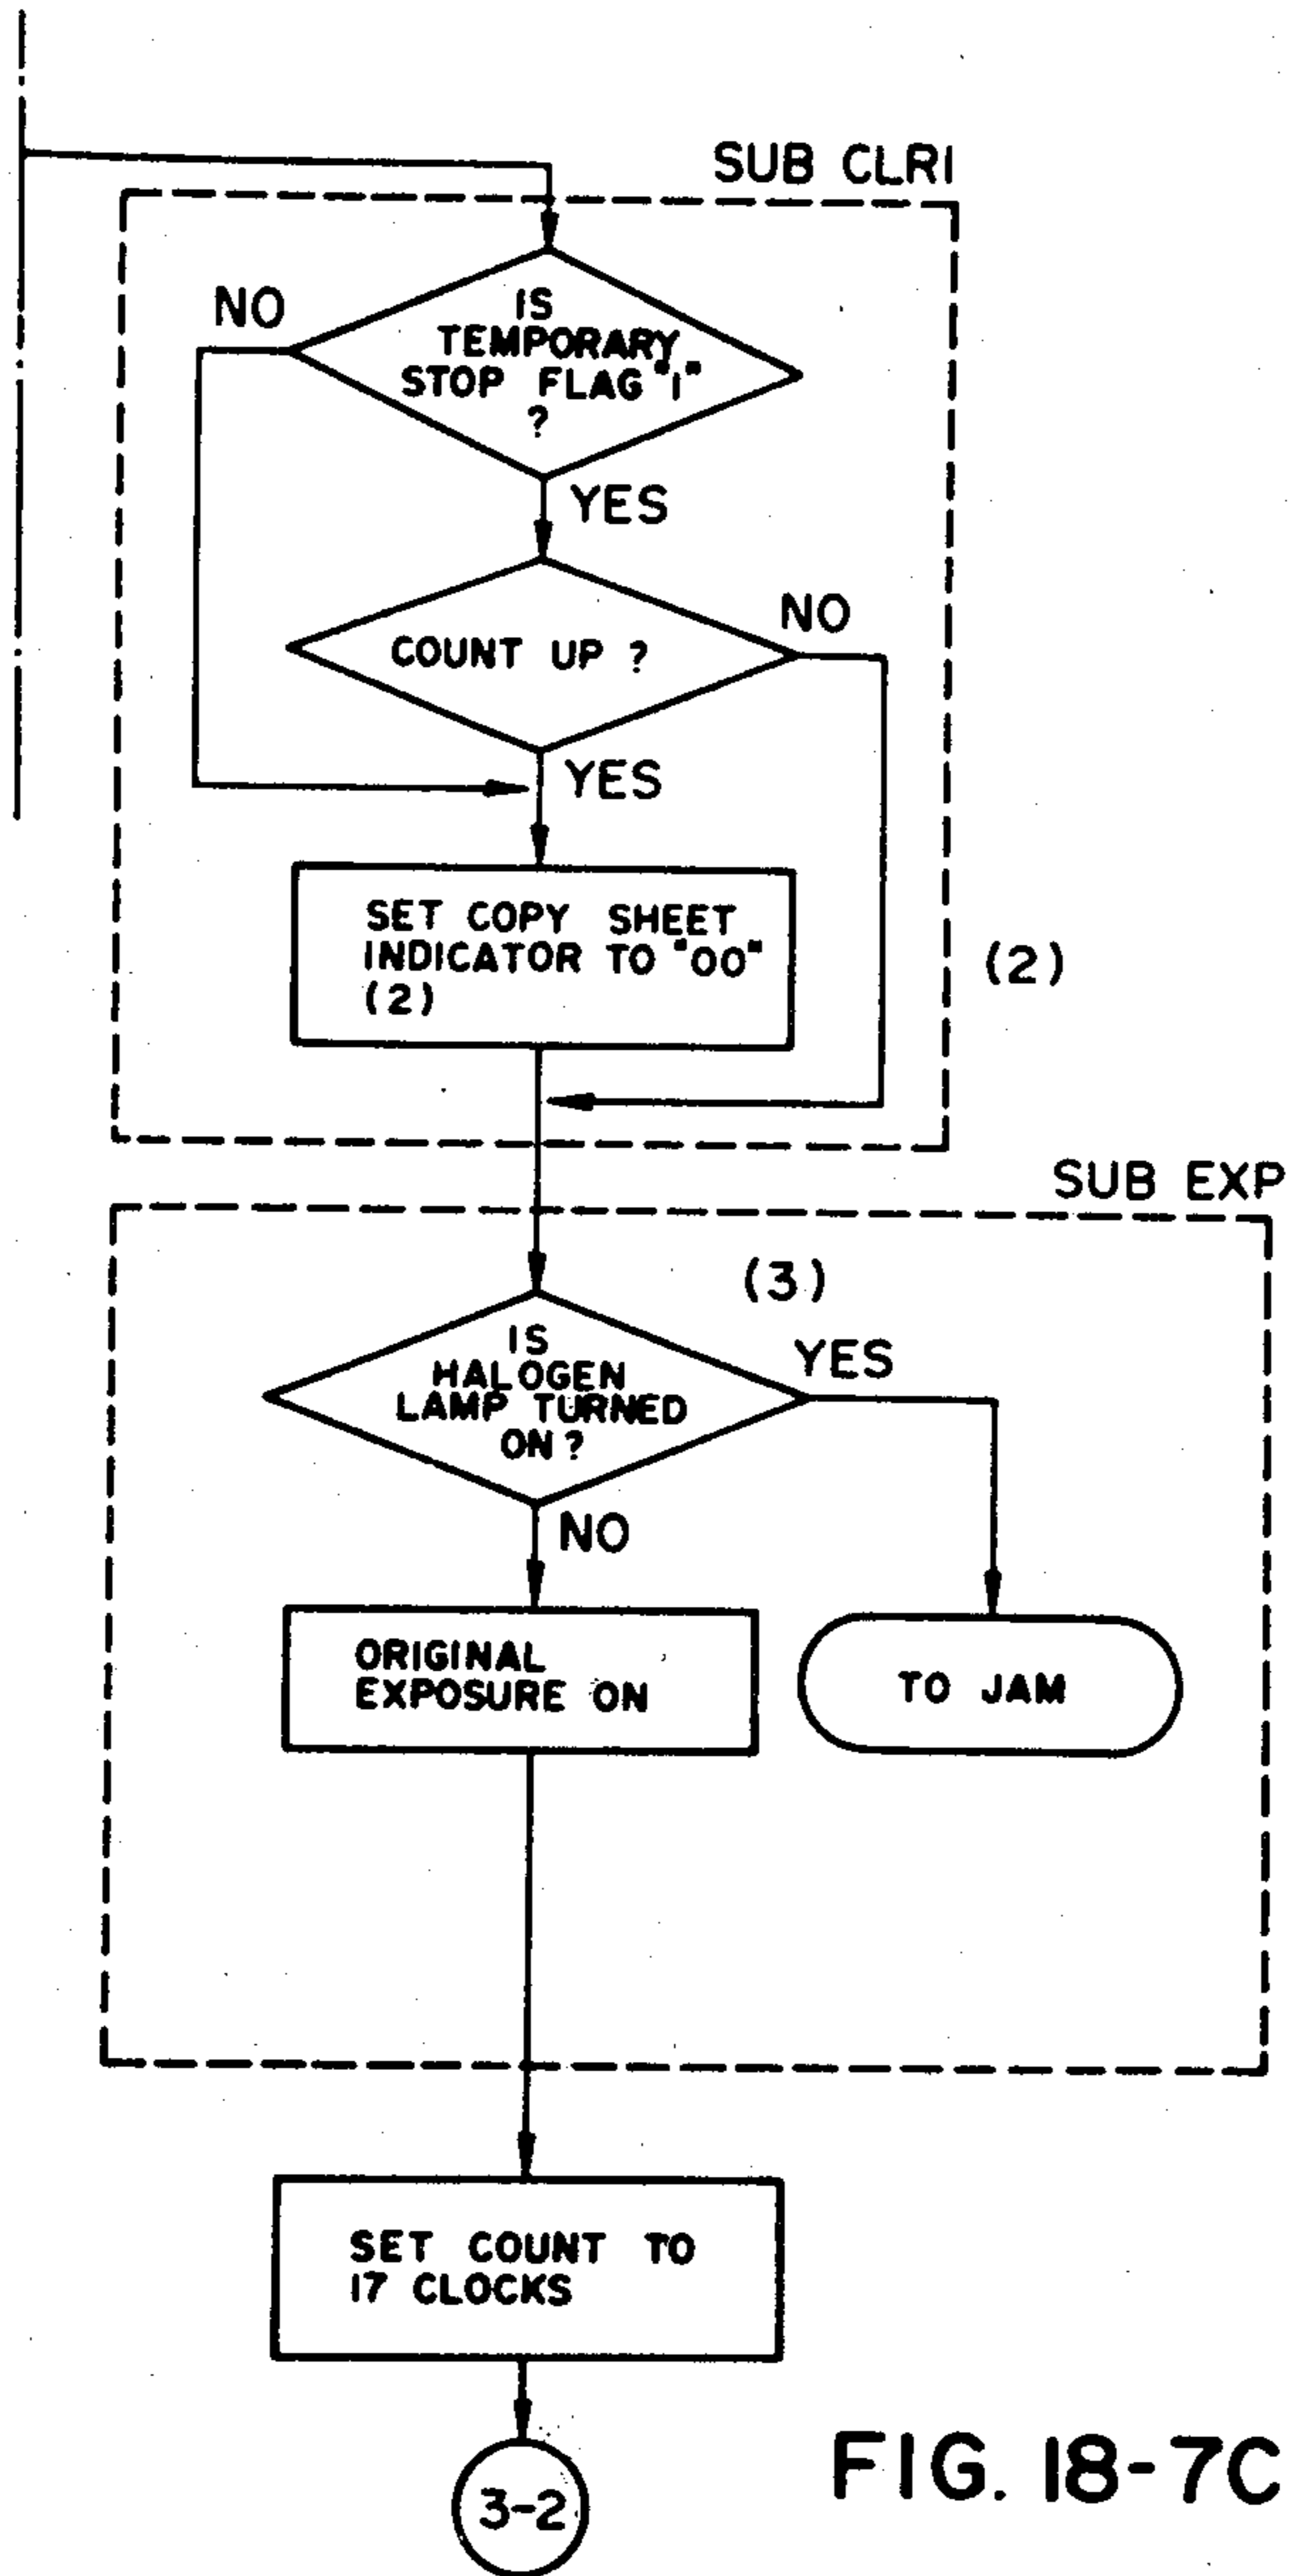 SUB CLR1
NO
IS
TEMPORARY
STOP FLAG "1"
?
YES
NO
COUNT UP ?
YES
SET COPY SHEET
INDICATOR TO "00"
(2)
(2)
SUB EXP
(3)
IS
HALOGEN
LAMP TURNED
ON?
YES
NO
ORIGINAL
EXPOSURE ON
TO JAM
SET COUNT TO
17 CLOCKS
3-2
FIG. 18-7C